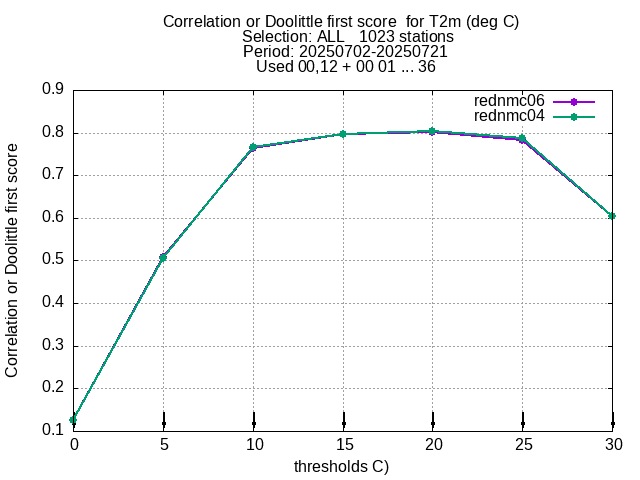 Correlation or Doolittle first score  for T2m (deg C)
Selection: ALL   1023 stations
Period: 20250702-20250721
Used 00,12 + 00 01 ... 36
rednmc06
rednmc04
Correlation or Doolittle first score
0.9
0.8
0.7
0.6
0.5
0.4
0.3
0.2
0.1
0 5 10 15 20 25 30
thresholds C)